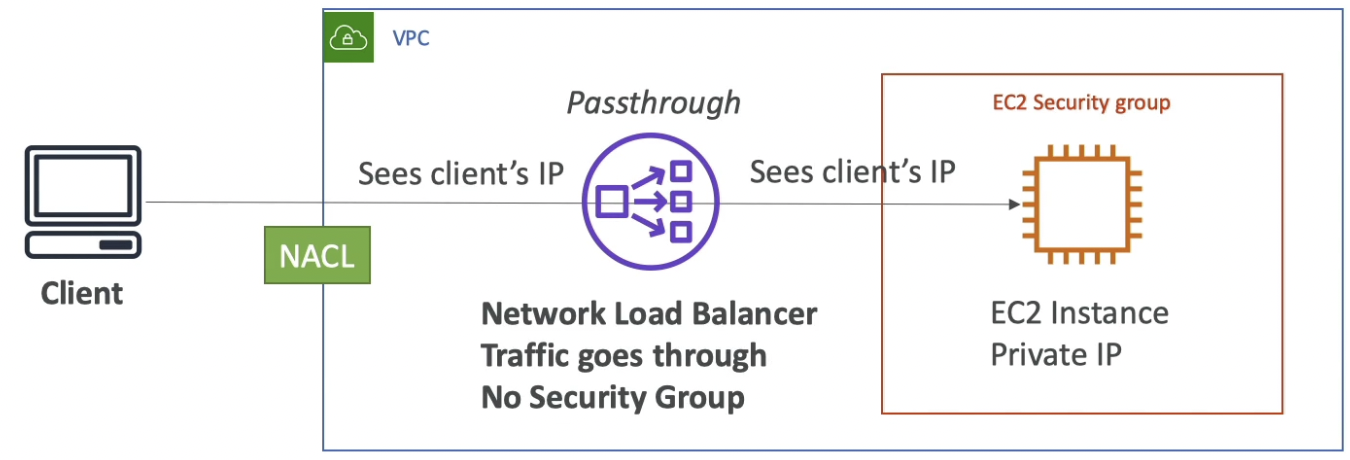 VPC
Passthrough
EC2 Security group
Sees client’s IP
Sees client’s IP
NACL
Client
Network Load Balancer
Traffic goes through
No Security Group
EC2 Instance
Private IP